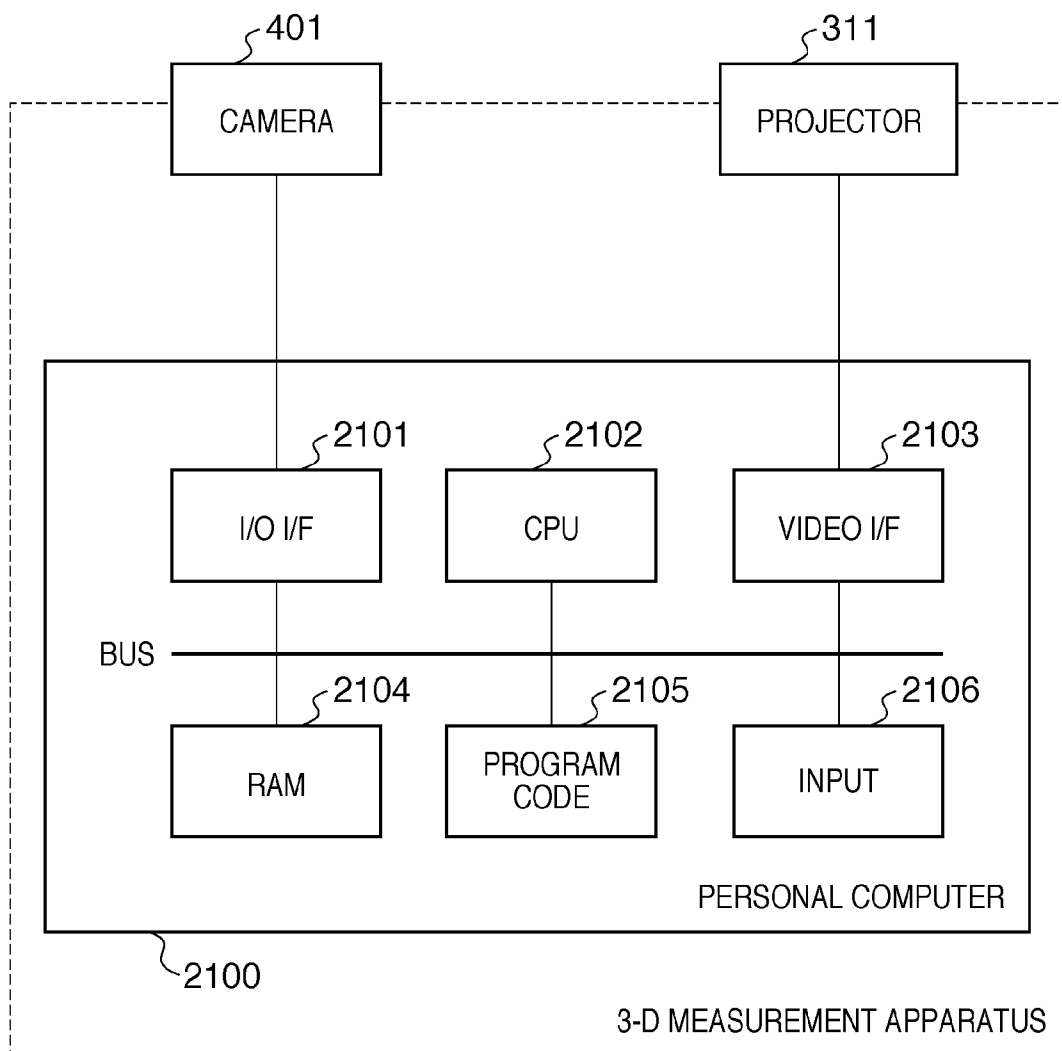 401
311
CAMERA
PROJECTOR
2101
2102
2103
I/O I/F
CPU
VIDEO I/F
BUS
2104
2105
2106
RAM
PROGRAM
CODE
INPUT
PERSONAL COMPUTER
2100
3-D MEASUREMENT APPARATUS